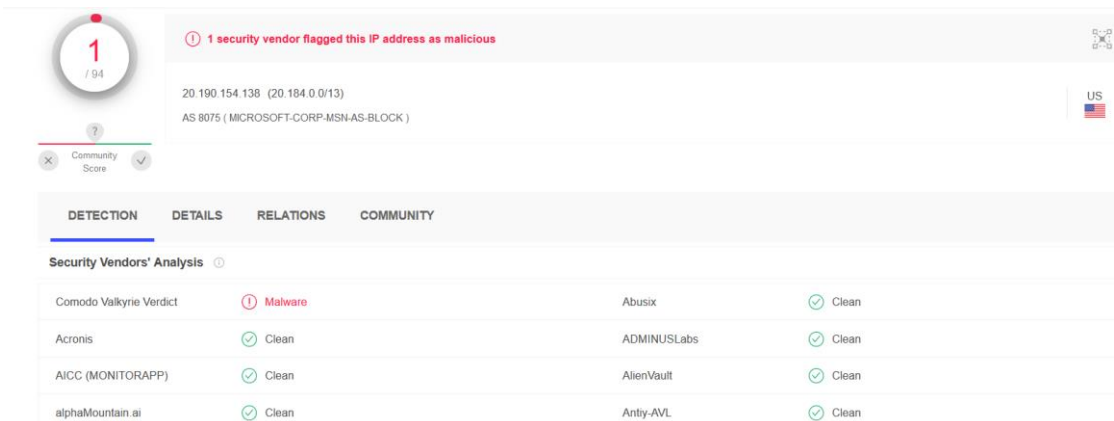 1
/ 94
1 security vendor flagged this IP address as malicious
20.190.154.138 (20.184.0.0/13)
AS 8075 ( MICROSOFT-CORP-MSN-AS-BLOCK )
US
?
Community
Score
DETECTION DETAILS RELATIONS COMMUNITY
Security Vendors' Analysis
Comodo Valkyrie Verdict Malware Abusix Clean
Acronis Clean ADMINUSLabs Clean
AICC (MONITORAPP) Clean AlienVault Clean
alphaMountain.ai Clean Antiy-AVL Clean